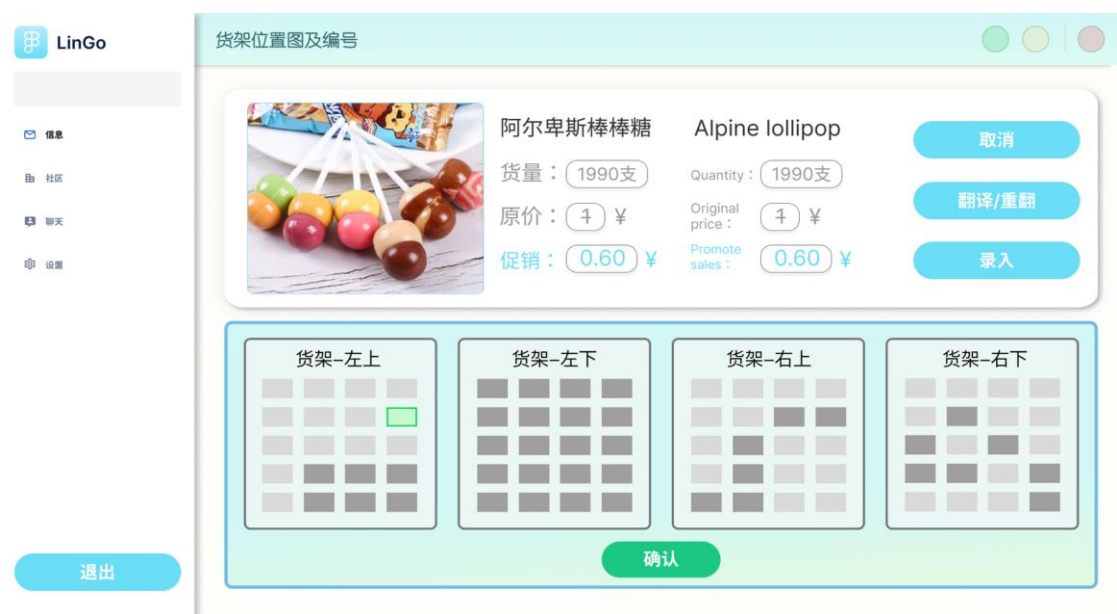 LinGo
信息
社区
聊天
设置
退出
货架位置图及编号
阿尔卑斯棒棒糖
货量：1990支
原价：1 ¥
促销：0.60 ¥
Alpine lollipop
Quantity：1990支
Original price：1 ¥
Promote sales：0.60 ¥
取消
翻译/重翻
录入
货架–左上
货架–左下
货架–右上
货架–右下
确认